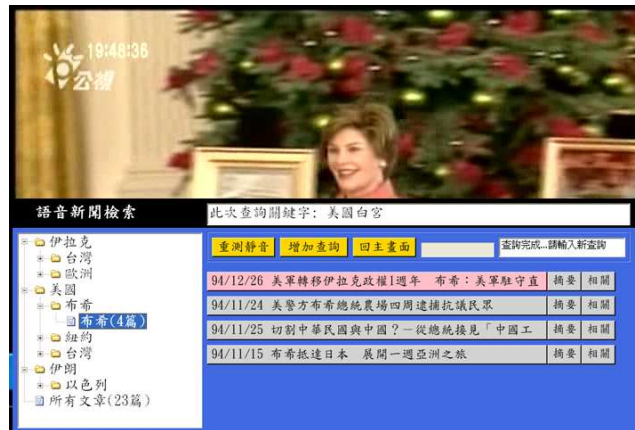 19:48:36
公視
語音新聞檢索
此次查詢關鍵字: 美國白宮
伊拉克
台灣
歐洲
美國
布希
布希(4篇)
紐約
台灣
伊朗
以色列
所有文章(23篇)
重測靜音 增加查詢 回主畫面 查詢完成...請輸入新查詢
94/12/26 美軍轉移伊拉克政權1週年 布希：美軍駐守直 摘要 相關
94/11/24 美警方布希總統農場四周逮捕抗議民眾 摘要 相關
94/11/25 切割中華民國與中國？—從總統接見「中國工 摘要 相關
94/11/15 布希抵達日本 展開一週亞洲之旅 摘要 相關